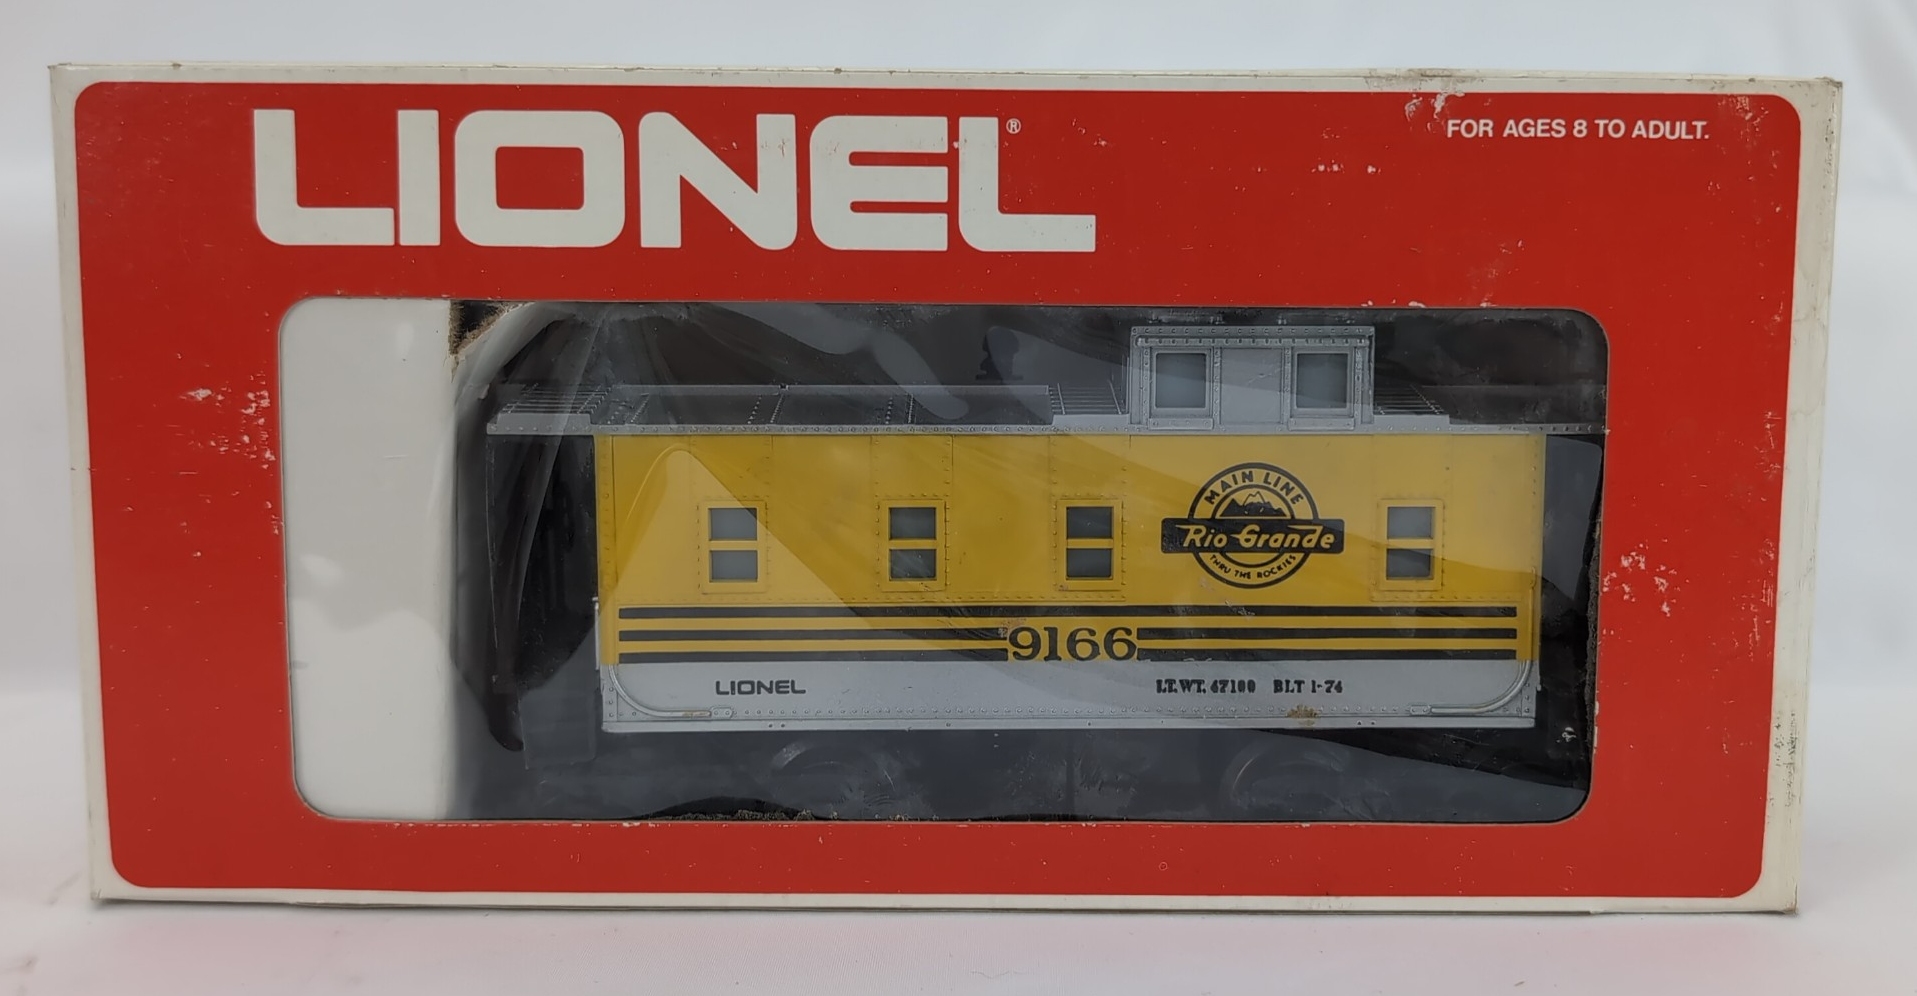 LIONEL®
FOR AGES 8 TO ADULT.
MAIN LINE
Rio Grande
THRU THE ROCKIES
9166
LIONEL
LT.WT. 47100 BLT 1-74